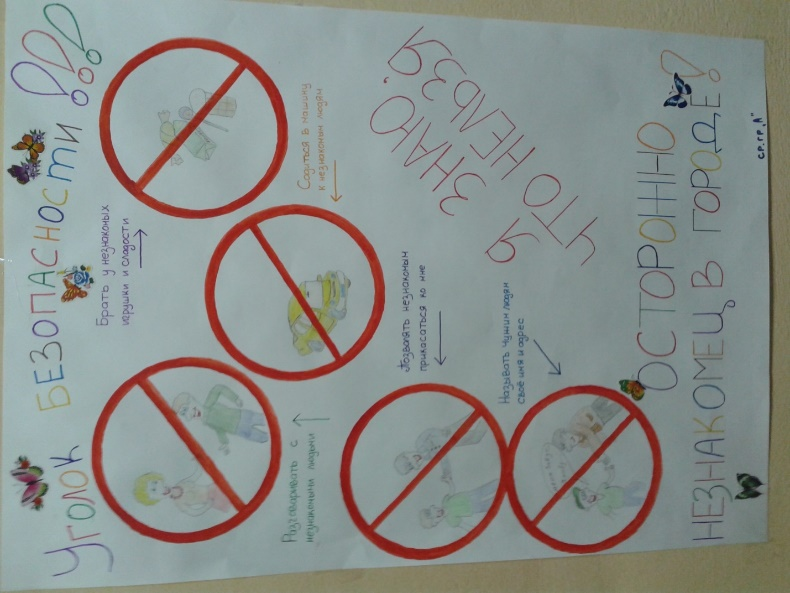 УГОЛОК БЕЗОПАСНОСТИ!!!
Разговаривать с
незнакомыми людьми
Брать у незнакомых
игрушки и сладости
Садиться в машину
к незнакомым людям
Позволять незнакомым
прикасаться ко мне
Называть чужим людям
своё имя и адрес
Я ЗНАЮ,
ЧТО НЕЛЬЗЯ
ОСТОРОЖНО
НЕЗНАКОМЕЦ В ГОРОДЕ!
СР.ГР. „А"